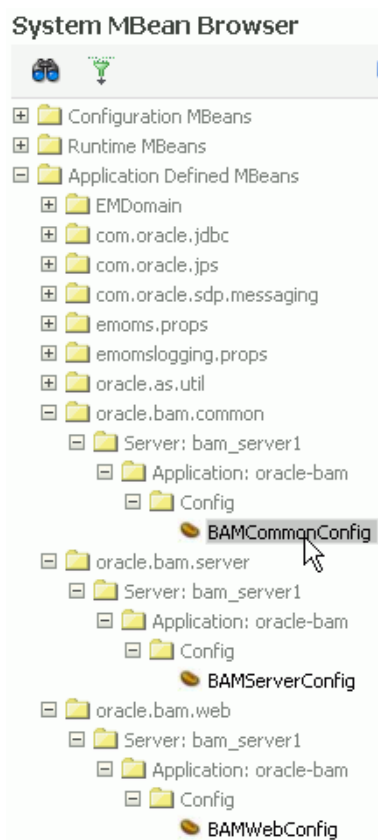 System MBean Browser
Configuration MBeans
Runtime MBeans
Application Defined MBeans
EMDomain
com.oracle.jdbc
com.oracle.jps
com.oracle.sdp.messaging
emoms.props
emomslogging.props
oracle.as.util
oracle.bam.common
Server: bam_server1
Application: oracle-bam
Config
BAMCommonConfig
oracle.bam.server
Server: bam_server1
Application: oracle-bam
Config
BAMServerConfig
oracle.bam.web
Server: bam_server1
Application: oracle-bam
Config
BAMWebConfig